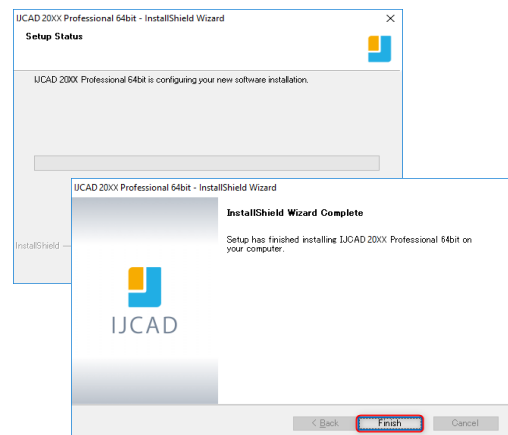 IJCAD 20XX Professional 64bit - InstallShield Wizard
Setup Status
IJCAD 20XX Professional 64bit is configuring your new software installation.
InstallShield
IJCAD 20XX Professional 64bit - InstallShield Wizard
InstallShield Wizard Complete
Setup has finished installing IJCAD 20XX Professional 64bit on
your computer.
IJCAD
< Back
Finish
Cancel